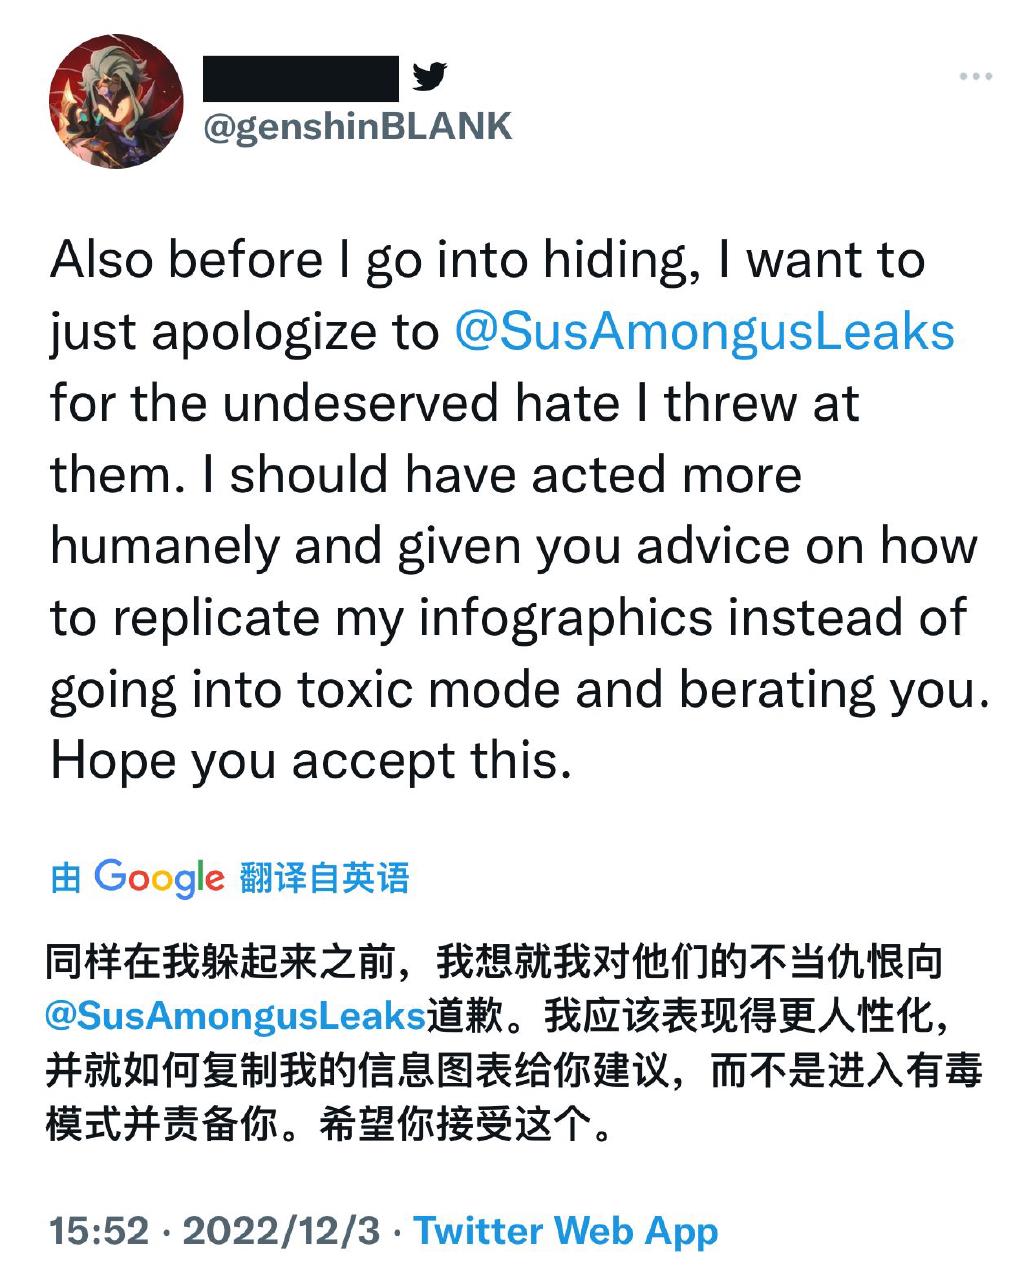 @genshinBLANK
Also before I go into hiding, I want to
just apologize to @SusAmongusLeaks
for the undeserved hate I threw at
them. I should have acted more
humanely and given you advice on how
to replicate my infographics instead of
going into toxic mode and berating you.
Hope you accept this.
由 Google 翻译自英语
同样在我躲起来之前，我想就我对他们的不当仇恨向
@SusAmongusLeaks道歉。我应该表现得更人性化，
并就如何复制我的信息图表给你建议，而不是进入有毒
模式并责备你。希望你接受这个。
15:52 · 2022/12/3 · Twitter Web App